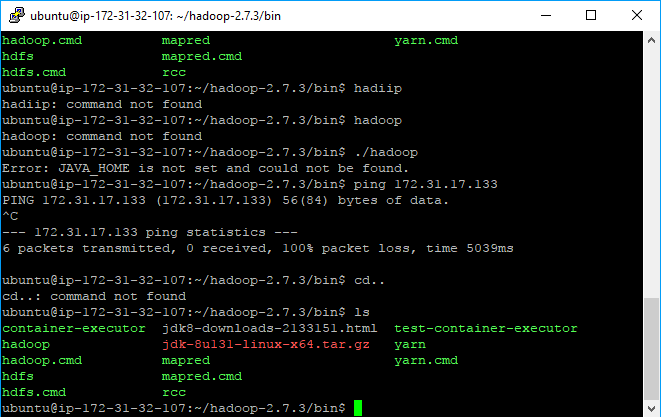 ubuntu@ip-172-31-32-107: ~/hadoop-2.7.3/bin
hadoop.cmd mapred yarn.cmd
hdfs mapred.cmd
hdfs.cmd rcc
ubuntu@ip-172-31-32-107:~/hadoop-2.7.3/bin$ hadiip
hadiip: command not found
ubuntu@ip-172-31-32-107:~/hadoop-2.7.3/bin$ hadoop
hadoop: command not found
ubuntu@ip-172-31-32-107:~/hadoop-2.7.3/bin$ ./hadoop
Error: JAVA_HOME is not set and could not be found.
ubuntu@ip-172-31-32-107:~/hadoop-2.7.3/bin$ ping 172.31.17.133
PING 172.31.17.133 (172.31.17.133) 56(84) bytes of data.
^C
--- 172.31.17.133 ping statistics ---
6 packets transmitted, 0 received, 100% packet loss, time 5039ms
ubuntu@ip-172-31-32-107:~/hadoop-2.7.3/bin$ cd..
cd..: command not found
ubuntu@ip-172-31-32-107:~/hadoop-2.7.3/bin$ ls
container-executor jdk8-downloads-2133151.html test-container-executor
hadoop jdk-8u131-linux-x64.tar.gz yarn
hadoop.cmd mapred yarn.cmd
hdfs mapred.cmd
hdfs.cmd rcc
ubuntu@ip-172-31-32-107:~/hadoop-2.7.3/bin$